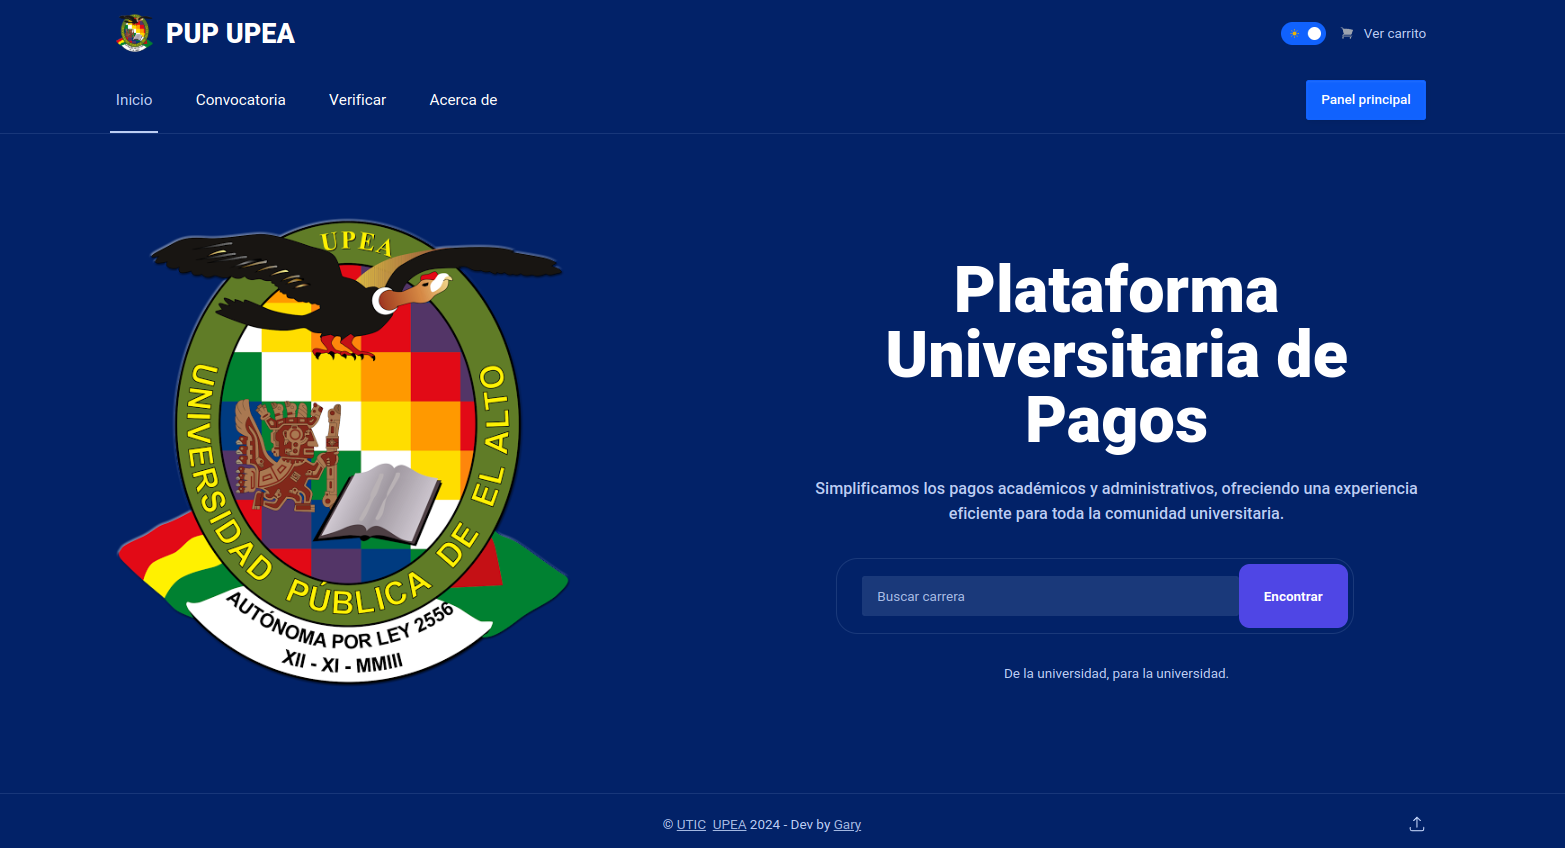 PUP UPEA
Ver carrito
Inicio
Convocatoria
Verificar
Acerca de
Panel principal
UPEA
UNIVERSIDAD PÚBLICA DE EL ALTO
AUTÓNOMA POR LEY 2556
XII - XI - MMIII
Plataforma
Universitaria de
Pagos
Simplificamos los pagos académicos y administrativos, ofreciendo una experiencia
eficiente para toda la comunidad universitaria.
Buscar carrera
Encontrar
De la universidad, para la universidad.
© UTIC UPEA 2024 - Dev by Gary